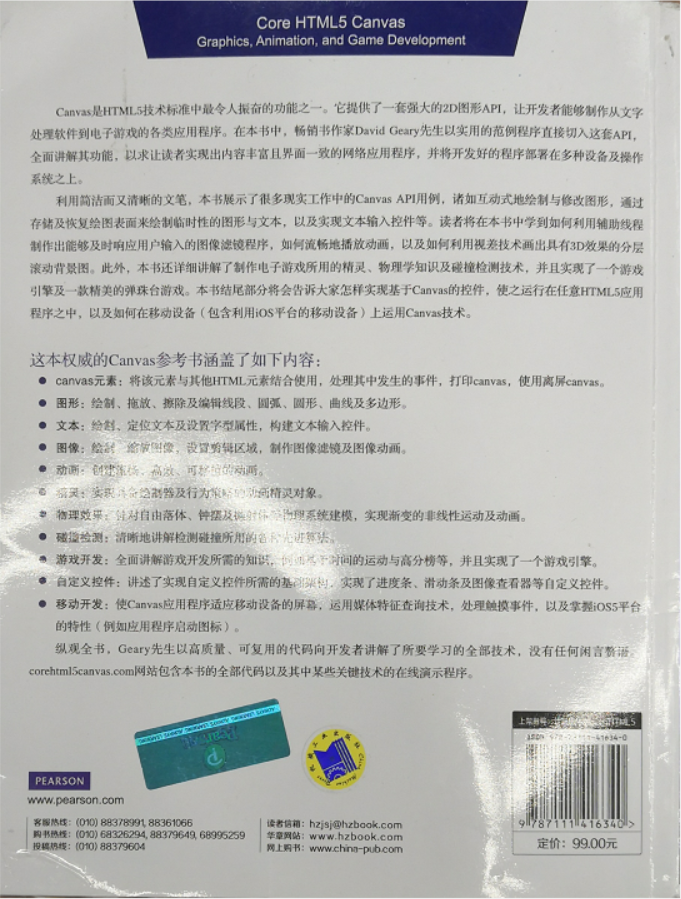 Core HTML5 Canvas
Graphics, Animation, and Game Development
Canvas是HTML5技术标准中最令人振奋的功能之一。它提供了一套强大的2D图形API，让开发者能够制作从文字
处理软件到电子游戏的各类应用程序。在本书中，畅销书作家David Geary先生以实用的范例程序直接切入这套API，
全面讲解其功能，以求让读者实现出内容丰富且界面一致的网络应用程序，并将开发好的程序部署在多种设备及操作
系统之上。
利用简洁而又清晰的文笔，本书展示了很多现实工作中的Canvas API用例，诸如互动式地绘制与修改图形，通过
存储及恢复绘图表面来绘制临时性的图形与文本，以及实现文本输入控件等。读者将在本书中学到如何利用辅助线程
制作出能够及时响应用户输入的图像滤镜程序，如何流畅地播放动画，以及如何利用视差技术画出具有3D效果的分层
滚动背景图。此外，本书还详细讲解了制作电子游戏所用的精灵、物理学知识及碰撞检测技术，并且实现了一个游戏
引擎及一款精美的弹珠台游戏。本书结尾部分将会告诉大家怎样实现基于Canvas的控件，使之运行在任意HTML5应用
程序之中，以及如何在移动设备（包含利用iOS平台的移动设备）上运用Canvas技术。
这本权威的Canvas参考书涵盖了如下内容：
● canvas元素：将该元素与其他HTML元素结合使用，处理其中发生的事件，打印canvas，使用离屏canvas。
● 图形：绘制、拖放、擦除及编辑线段、圆弧、圆形、曲线及多边形。
● 文本：绘制、定位文本及设置字型属性，构建文本输入控件。
● 图像：绘制、缩放图像，设置剪辑区域，制作图像滤镜及图像动画。
● 动画：创建流畅、高效、可移植的动画。
● 精灵：实现具备绘制器及行为 的动画精灵对象。
● 物理效果：针对自由落体、钟摆及抛射体等物理系统建模，实现渐变的非线性运动及动画。
● 碰撞检测：清晰地讲解检测碰撞所用的各种先进算法。
● 游戏开发：全面讲解游戏开发所需的知识，例如基于时间的运动与高分榜等，并且实现了一个游戏引擎。
● 自定义控件：讲述了实现自定义控件所需的基础架构，实现了进度条、滑动条及图像查看器等自定义控件。
● 移动开发：使Canvas应用程序适应移动设备的屏幕，运用媒体特征查询技术，处理触摸事件，以及掌握iOS5平台
的特性（例如应用程序启动图标）。
纵观全书，Geary先生以高质量、可复用的代码向开发者讲解了所要学习的全部技术，没有任何闲言赘语。
corehtml5canvas.com网站包含本书的全部代码以及其中某些关键技术的在线演示程序。
ALWAYS LEARNING
PEARSON
www.pearson.com
客服热线：(010) 88378991, 88361066
购书热线：(010) 68326294, 88379649, 68995259
投稿热线：(010) 88379604
读者信箱：hzjsj@hzbook.com
华章网站：www.hzbook.com
网上购书：www.china-pub.com
机械工业出版社
上架指导：
ISBN 978-7-111-41634-0
9 787111 416340>
定价：99.00元